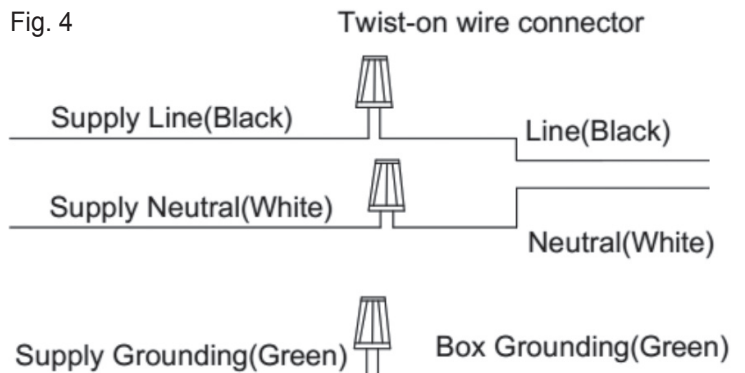 Fig. 4
Twist-on wire connector
Supply Line(Black)
Line(Black)
Supply Neutral(White)
Neutral(White)
Supply Grounding(Green)
Box Grounding(Green)